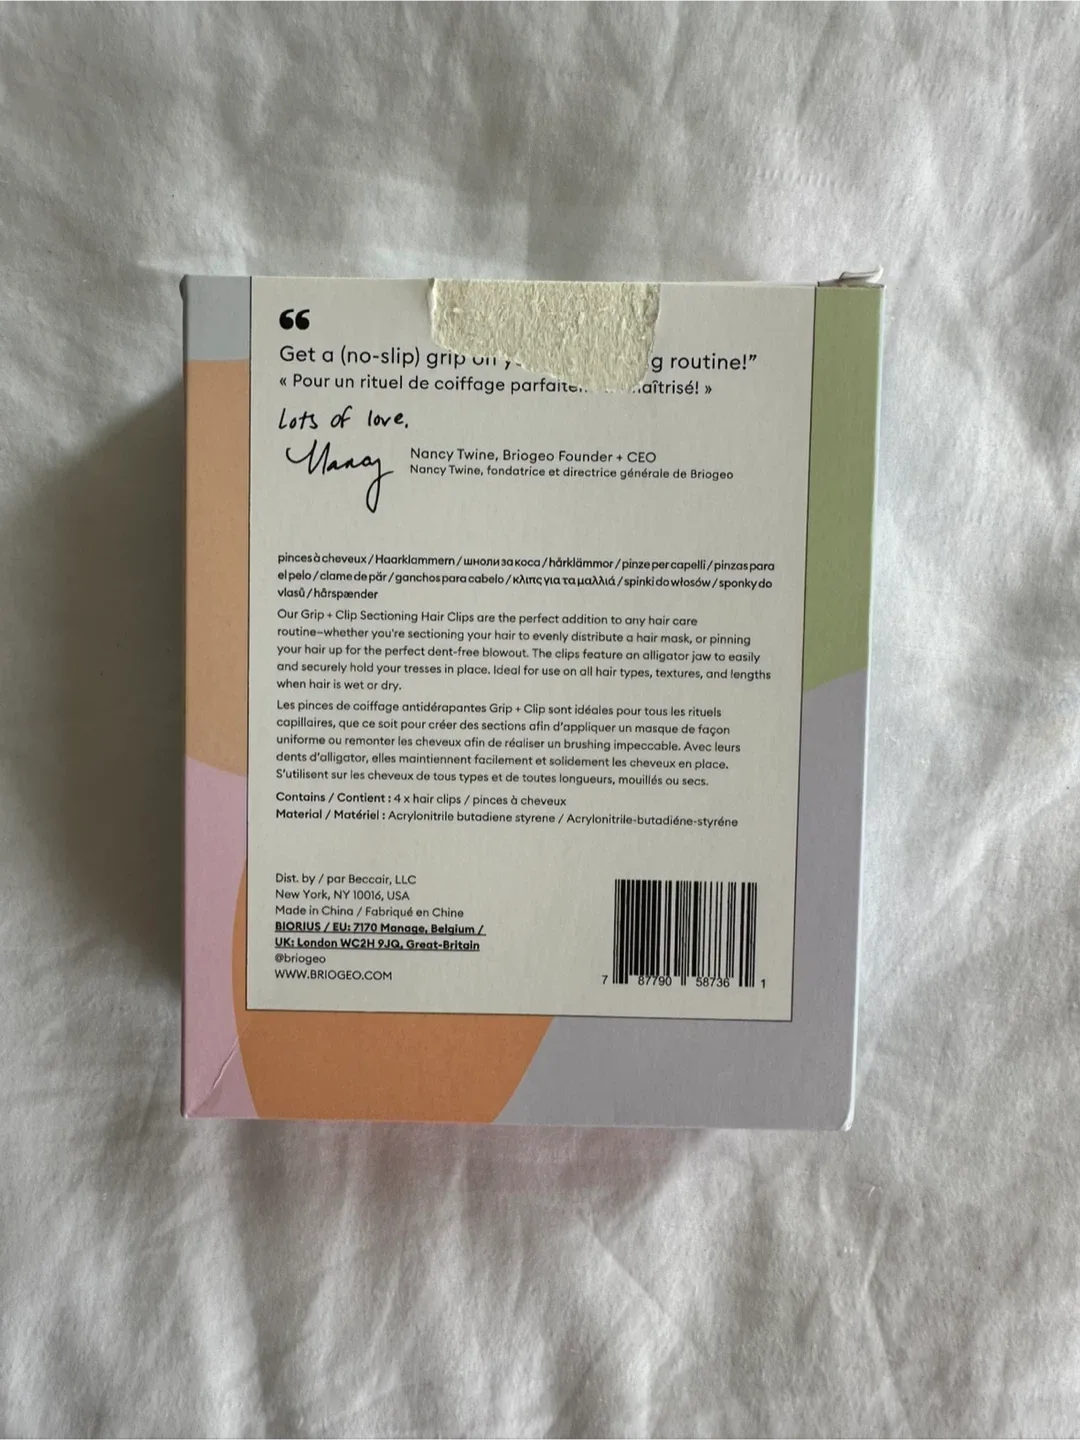 “
Get a (no-slip) grip on g routine!”
« Pour un rituel de coiffage aîtrisé! »
Lots of love,
Nancy
Nancy Twine, Briogeo Founder + CEO
Nancy Twine, fondatrice et directrice générale de Briogeo
pinces à cheveux / Haarklammern / шноли за коса / hårklämmor / pinze per capelli / pinzas para
el pelo / clame de păr / ganchos para cabelo / κλιπς για τα μαλλιά / spinki do włosów / sponky do
vlasů / hårspænder
Our Grip + Clip Sectioning Hair Clips are the perfect addition to any hair care
routine—whether you're sectioning your hair to evenly distribute a hair mask, or pinning
your hair up for the perfect dent-free blowout. The clips feature an alligator jaw to easily
and securely hold your tresses in place. Ideal for use on all hair types, textures, and lengths
when hair is wet or dry.
Les pinces de coiffage antidérapantes Grip + Clip sont idéales pour tous les rituels
capillaires, que ce soit pour créer des sections afin d'appliquer un masque de façon
uniforme ou remonter les cheveux afin de réaliser un brushing impeccable. Avec leurs
dents d'alligator, elles maintiennent facilement et solidement les cheveux en place.
S'utilisent sur les cheveux de tous types et de toutes longueurs, mouillés ou secs.
Contains / Contient : 4 x hair clips / pinces à cheveux
Material / Matériel : Acrylonitrile butadiene styrene / Acrylonitrile-butadiéne-styréne
Dist. by / par Beccair, LLC
New York, NY 10016, USA
Made in China / Fabriqué en Chine
BIORIUS / EU: 7170 Manage, Belgium /
UK: London WC2H 9JQ, Great-Britain
@briogeo
WWW.BRIOGEO.COM
7 87790 58736 1